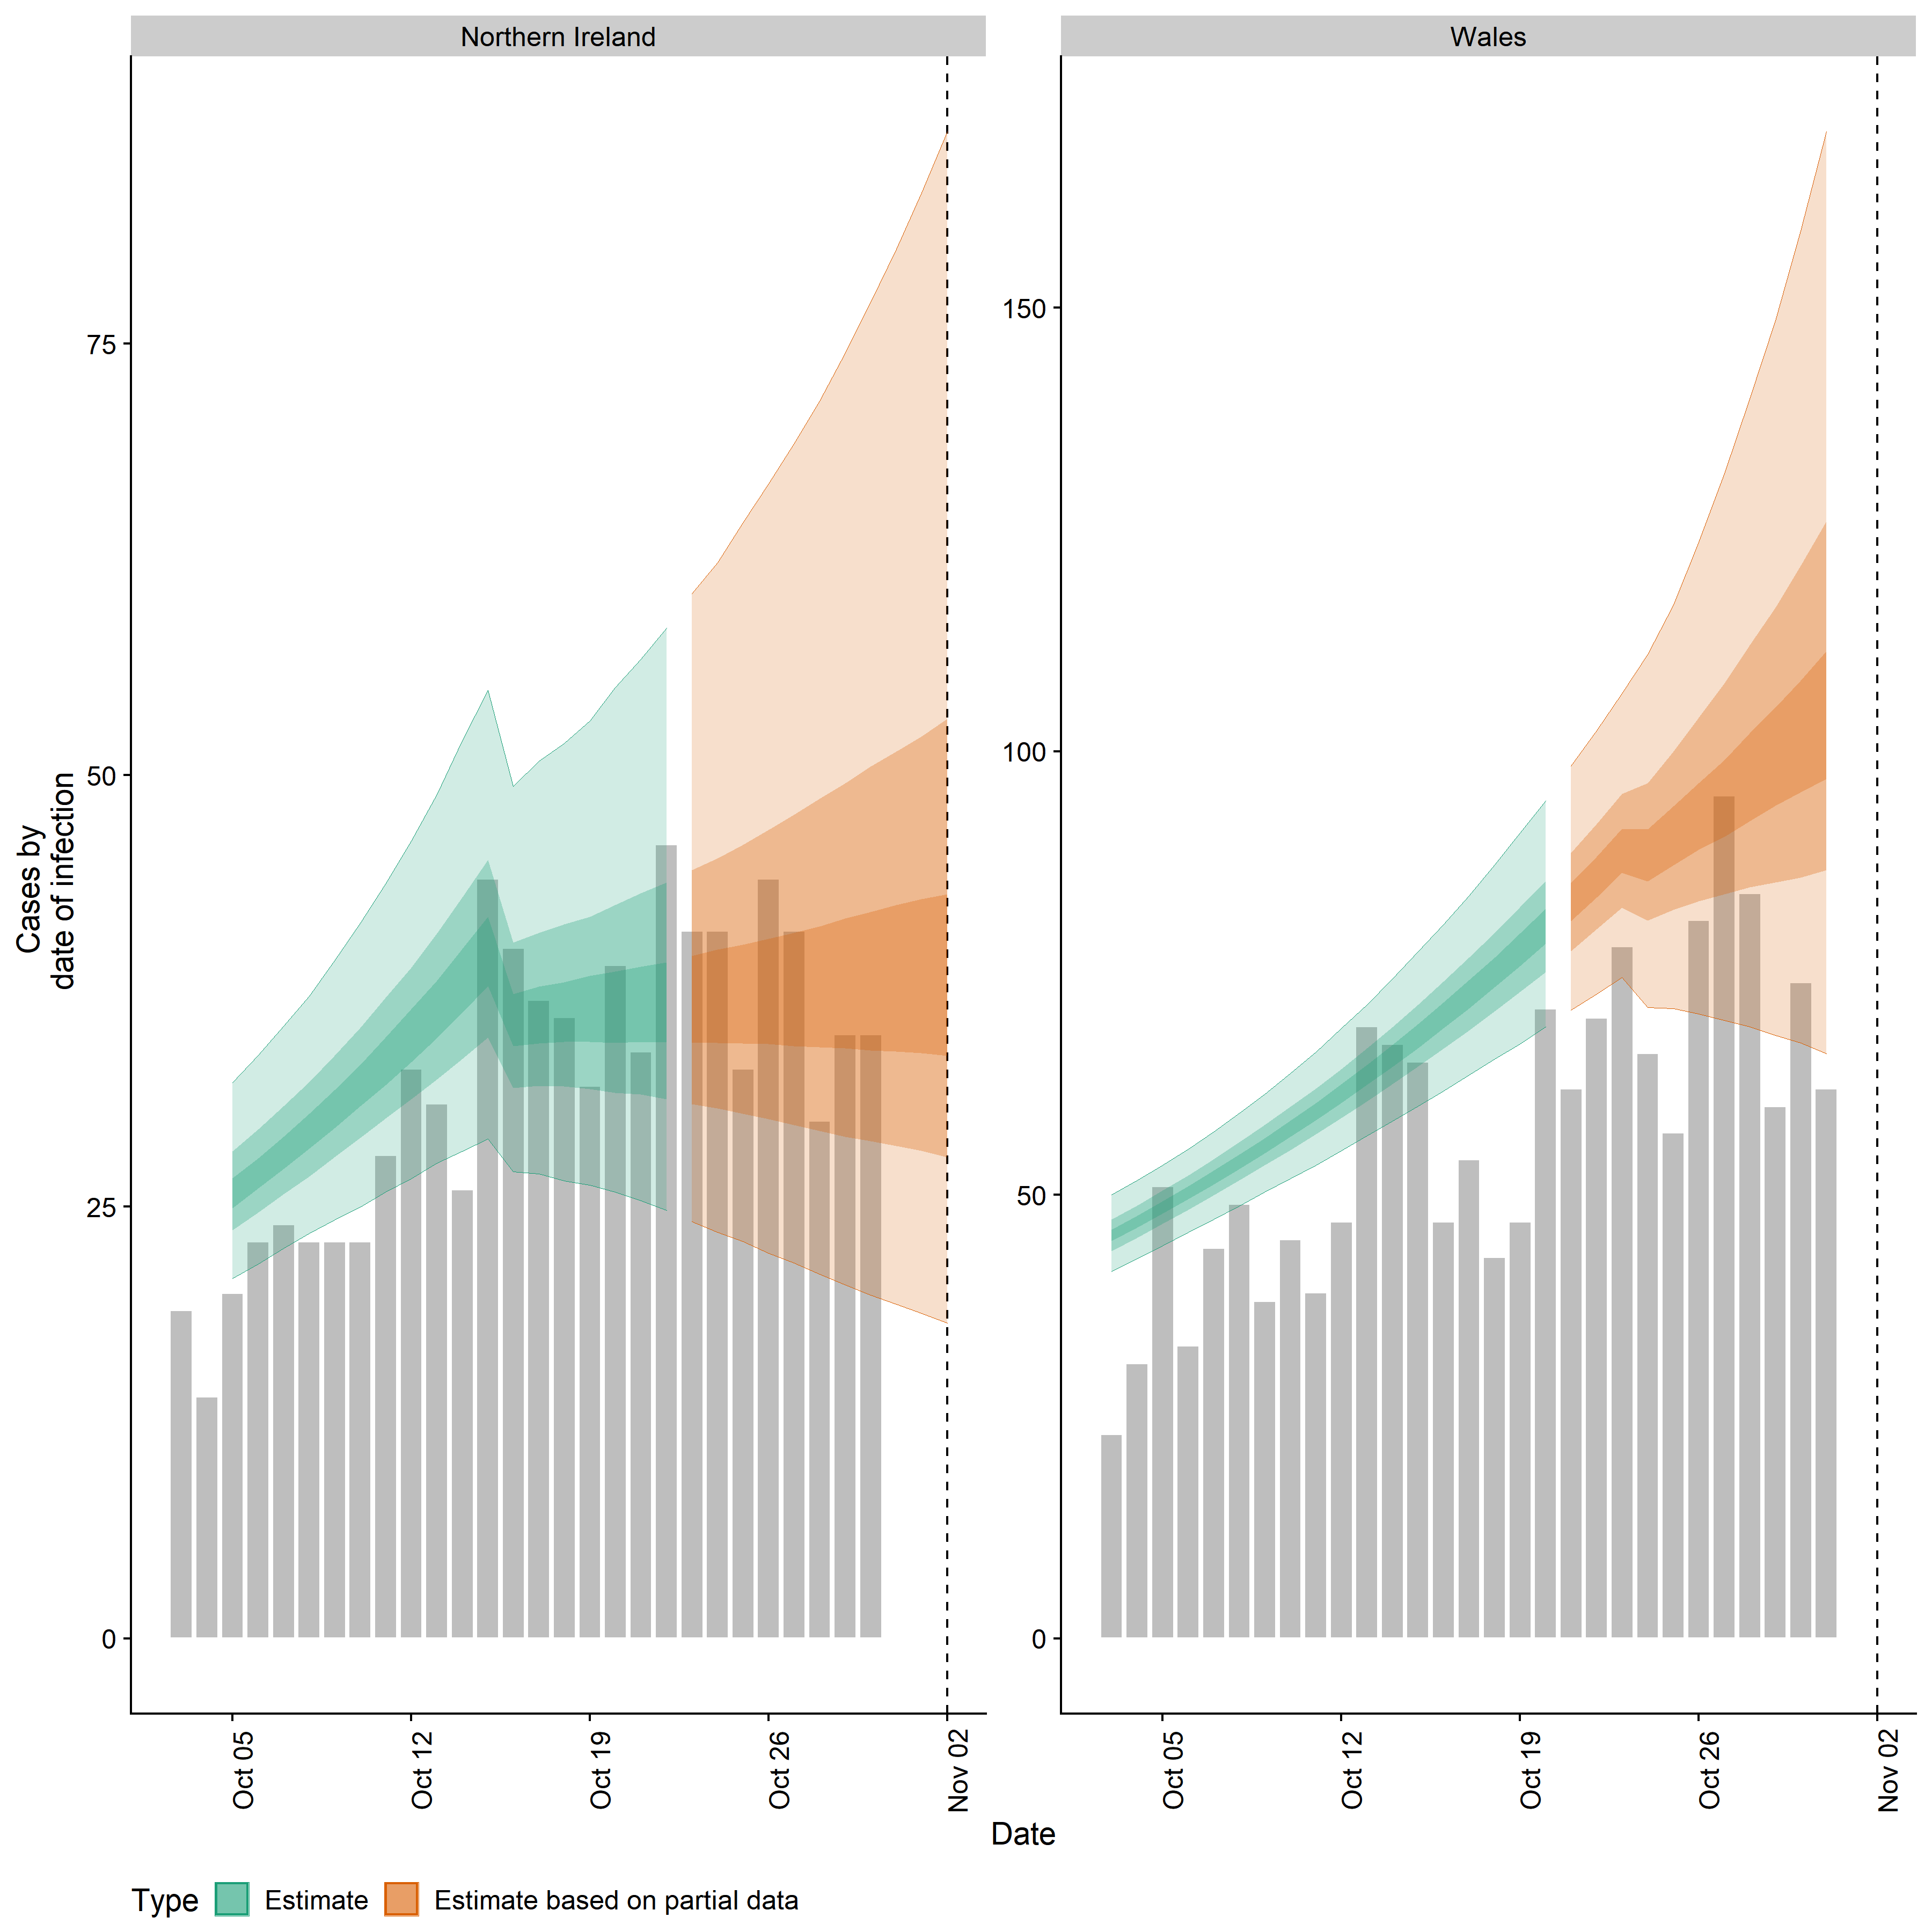 Northern Ireland
Wales
Cases by
date of infection
75
50
25
0
150
100
50
0
Oct 05
Oct 12
Oct 19
Oct 26
Nov 02
Oct 05
Oct 12
Oct 19
Oct 26
Nov 02
Date
Type Estimate Estimate based on partial data